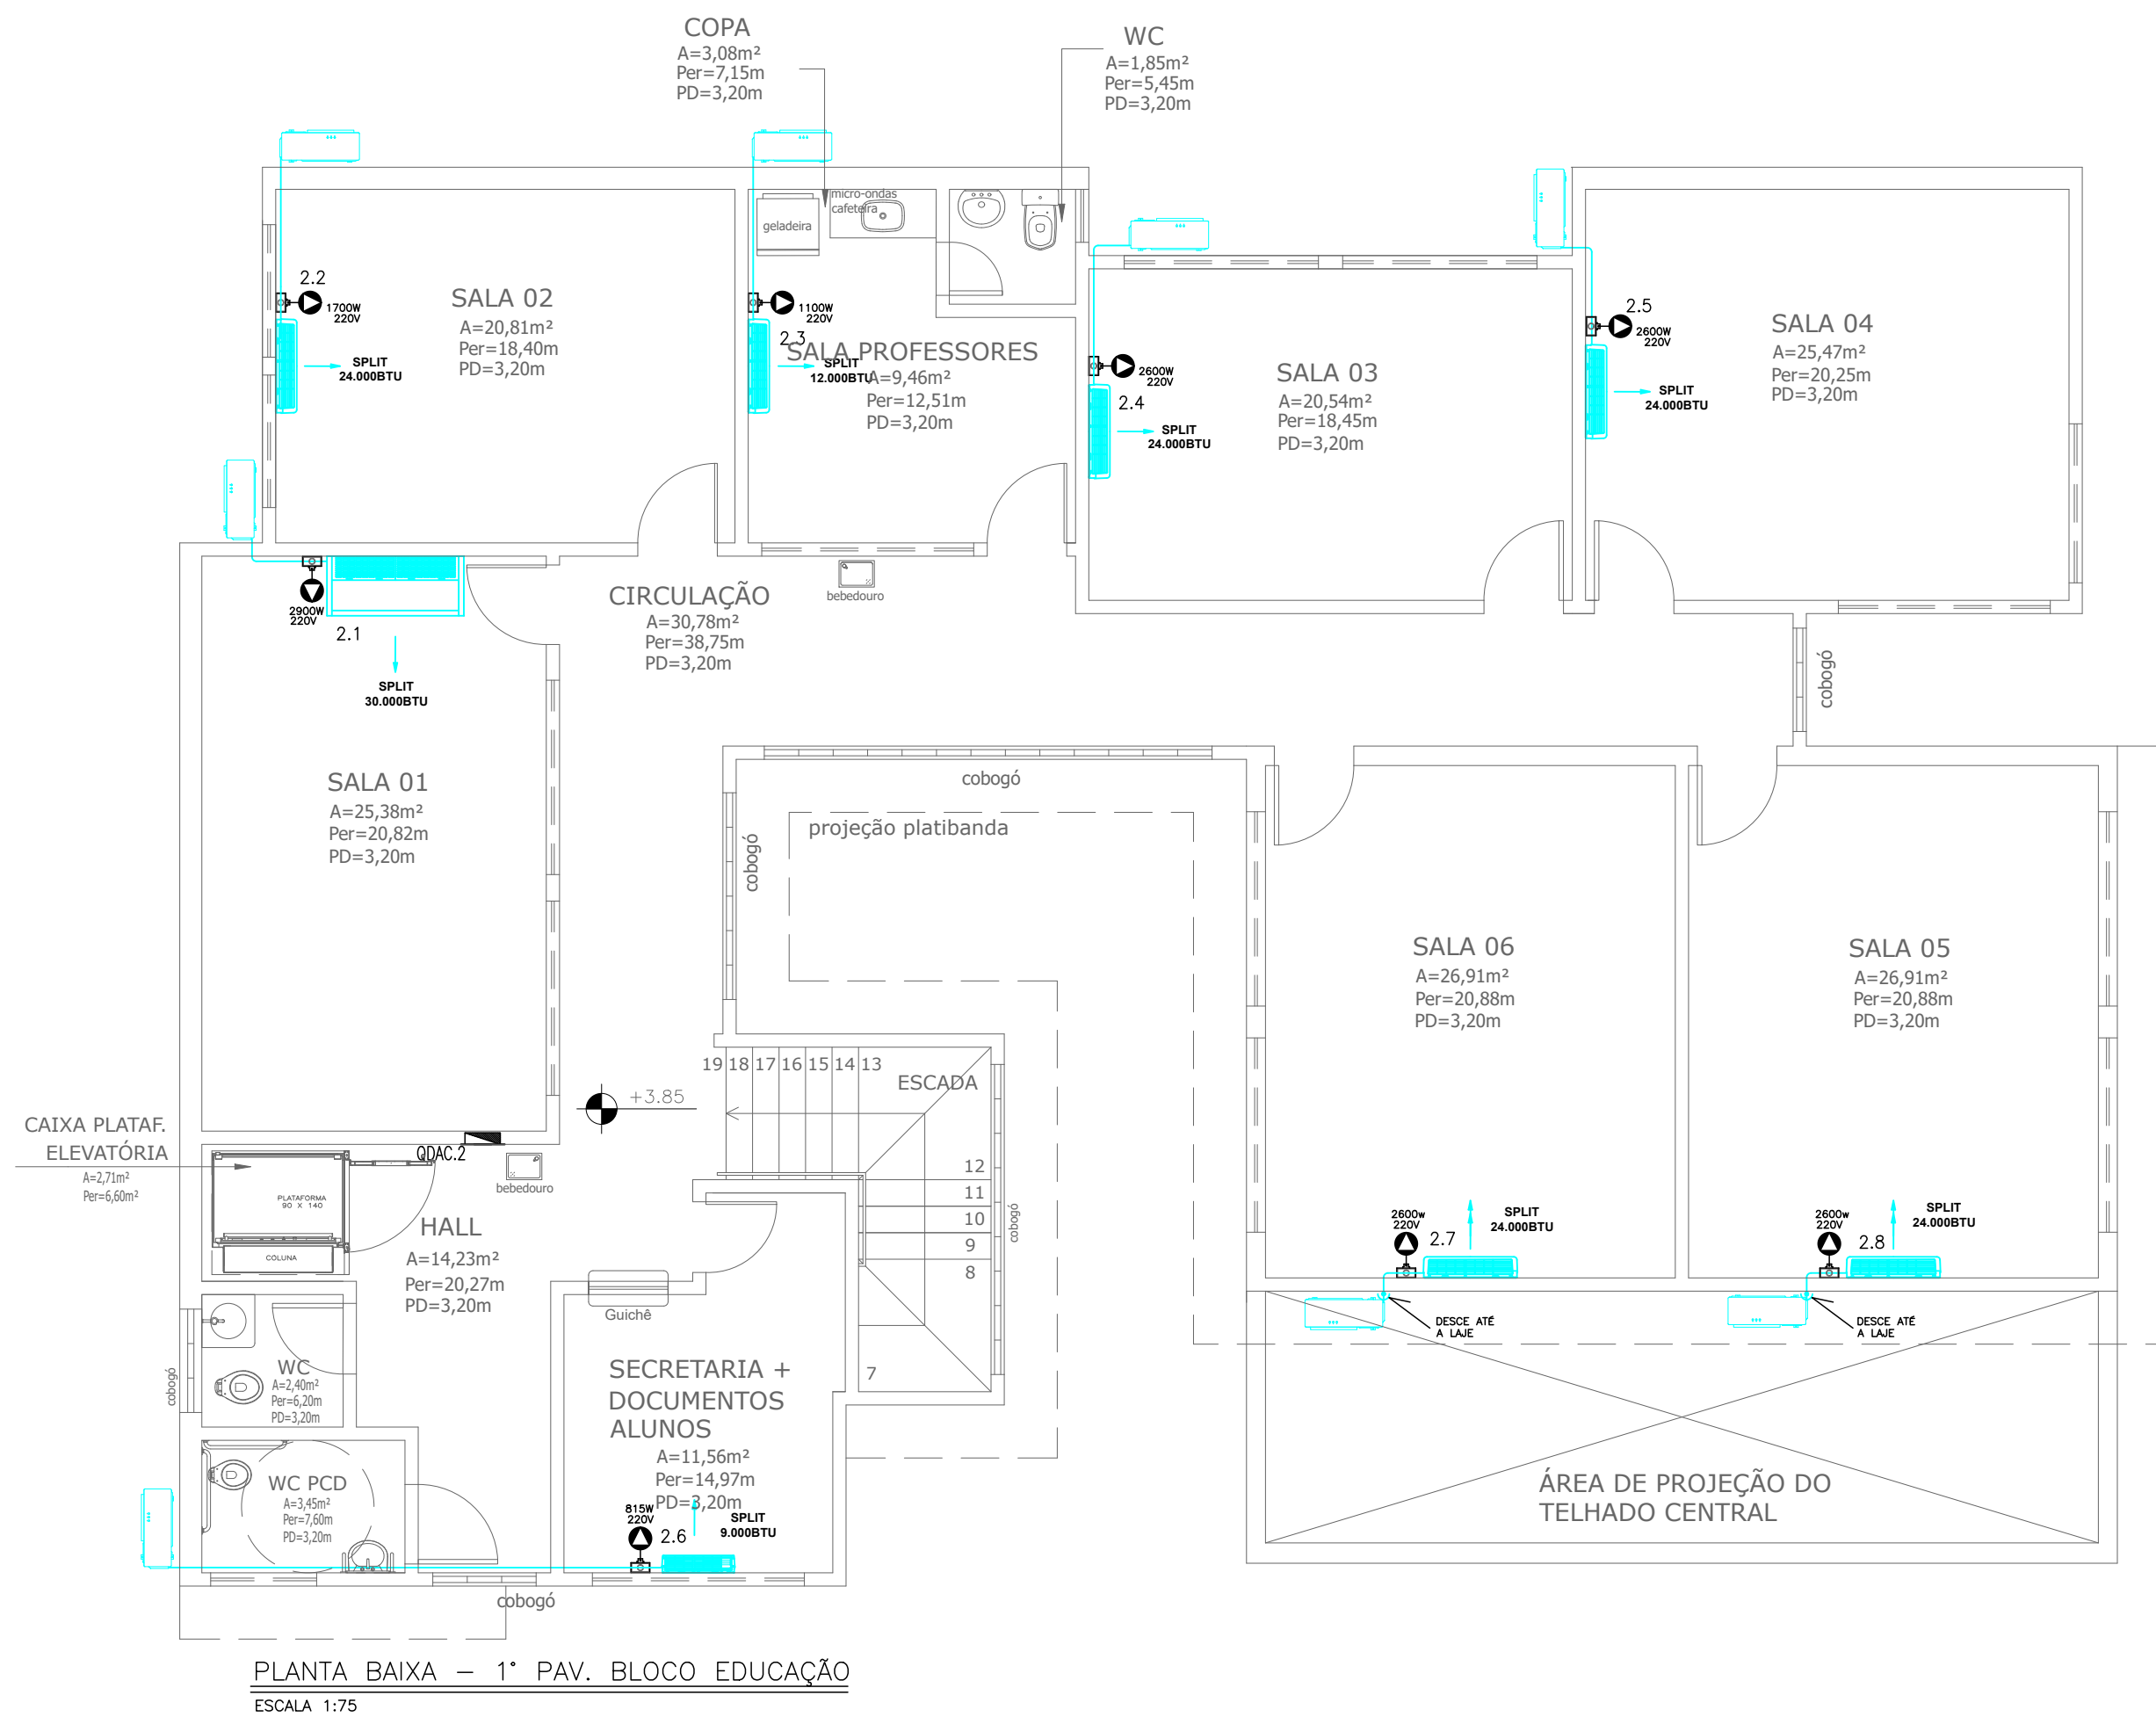 COPA
A=3,08m²
Per=7,15m
PD=3,20m
WC
A=1,85m²
Per=5,45m
PD=3,20m
micro-ondas
cafeteira
geladeira
2.2
1700W
220V
SPLIT
24.000BTU
SALA 02
A=20,81m²
Per=18,40m
PD=3,20m
1100W
220V
2.3
SPLIT
12.000BTU
SALA PROFESSORES
A=9,46m²
Per=12,51m
PD=3,20m
2600W
220V
2.4
SPLIT
24.000BTU
SALA 03
A=20,54m²
Per=18,45m
PD=3,20m
2.5
2600W
220V
SPLIT
24.000BTU
SALA 04
A=25,47m²
Per=20,25m
PD=3,20m
2900W
220V
2.1
SPLIT
30.000BTU
CIRCULAÇÃO
A=30,78m²
Per=38,75m
PD=3,20m
bebedouro
cobogó
SALA 01
A=25,38m²
Per=20,82m
PD=3,20m
cobogó
cobogó
projeção platibanda
SALA 06
A=26,91m²
Per=20,88m
PD=3,20m
SALA 05
A=26,91m²
Per=20,88m
PD=3,20m
19 18 17 16 15 14 13
ESCADA
12
11
10
9
8
7
cobogó
+3.85
CAIXA PLATAF.
ELEVATÓRIA
A=2,71m²
Per=6,60m²
QDAC.2
bebedouro
PLATAFORMA
90 X 140
COLUNA
HALL
A=14,23m²
Per=20,27m
PD=3,20m
Guichê
2600w
220V
2.7
SPLIT
24.000BTU
2600w
220V
2.8
SPLIT
24.000BTU
DESCE ATÉ
A LAJE
DESCE ATÉ
A LAJE
cobogó
WC
A=2,40m²
Per=6,20m
PD=3,20m
SECRETARIA +
DOCUMENTOS
ALUNOS
A=11,56m²
Per=14,97m
PD=3,20m
WC PCD
A=3,45m²
Per=7,60m
PD=3,20m
815W
220V
2.6
SPLIT
9.000BTU
ÁREA DE PROJEÇÃO DO
TELHADO CENTRAL
cobogó
PLANTA BAIXA – 1° PAV. BLOCO EDUCAÇÃO
ESCALA 1:75